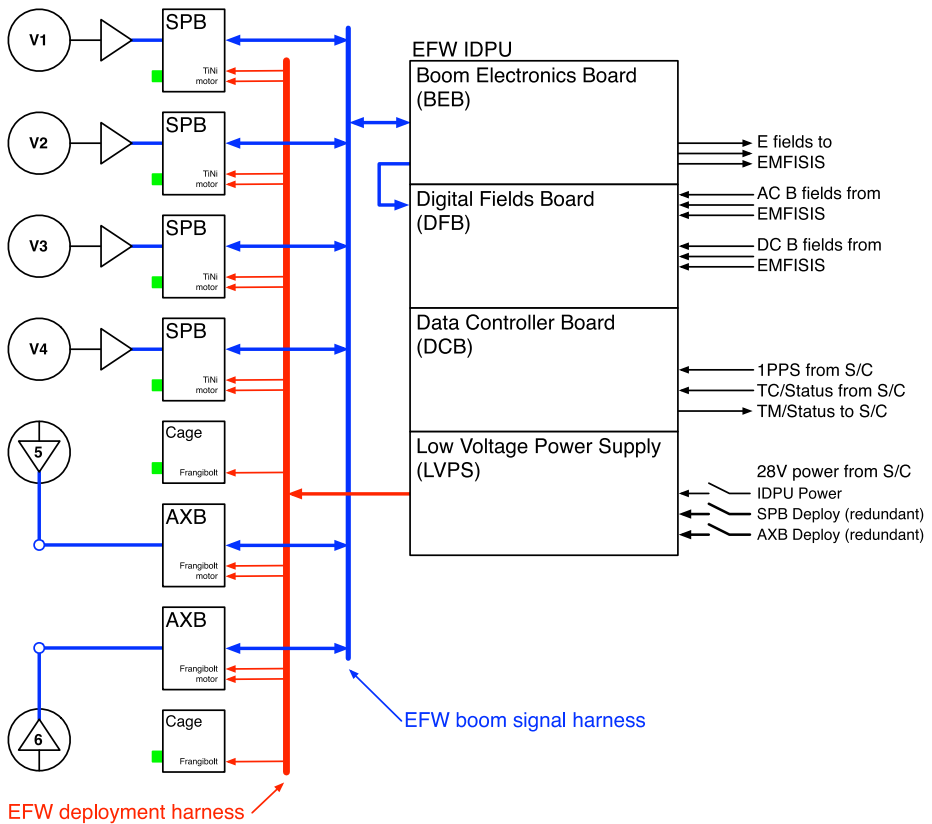 V1
SPB
TiNi
motor
V2
SPB
TiNi
motor
V3
SPB
TiNi
motor
V4
SPB
TiNi
motor
5
Cage
Frangibolt
AXB
Frangibolt
motor
AXB
Frangibolt
motor
6
Cage
Frangibolt
EFW deployment harness
EFW boom signal harness
EFW IDPU
Boom Electronics Board
(BEB)
Digital Fields Board
(DFB)
Data Controller Board
(DCB)
Low Voltage Power Supply
(LVPS)
E fields to
EMFISIS
AC B fields from
EMFISIS
DC B fields from
EMFISIS
1PPS from S/C
TC/Status from S/C
TM/Status to S/C
28V power from S/C
IDPU Power
SPB Deploy (redundant)
AXB Deploy (redundant)